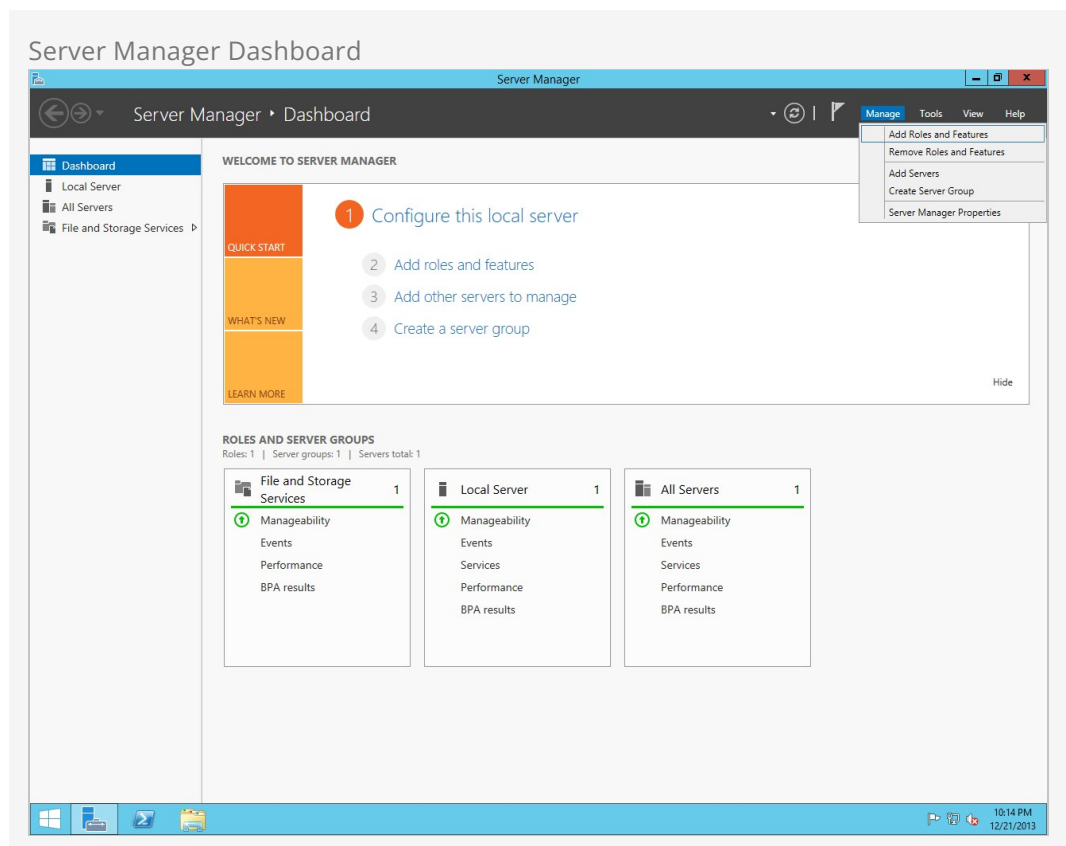 Server Manager Dashboard
Server Manager
Server Manager • Dashboard
Manage Tools View Help
Add Roles and Features
Remove Roles and Features
Add Servers
Create Server Group
Server Manager Properties
Dashboard
Local Server
All Servers
File and Storage Services
WELCOME TO SERVER MANAGER
QUICK START
WHAT'S NEW
LEARN MORE
1 Configure this local server
2 Add roles and features
3 Add other servers to manage
4 Create a server group
Hide
ROLES AND SERVER GROUPS
Roles: 1 | Server groups: 1 | Servers total: 1
File and Storage
Services
1
Manageability
Events
Performance
BPA results
Local Server 1
Manageability
Events
Services
Performance
BPA results
All Servers 1
Manageability
Events
Services
Performance
BPA results
10:14 PM
12/21/2013